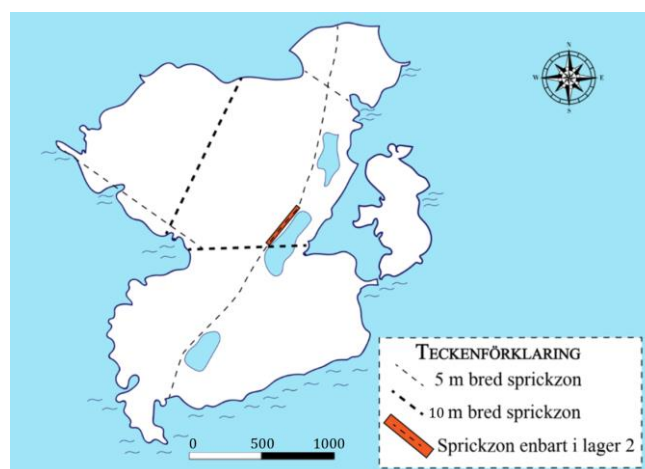 N
W E
S
TECKENFÖRKLARING
5 m bred sprickzon
10 m bred sprickzon
Sprickzon enbart i lager 2
0 500 1000